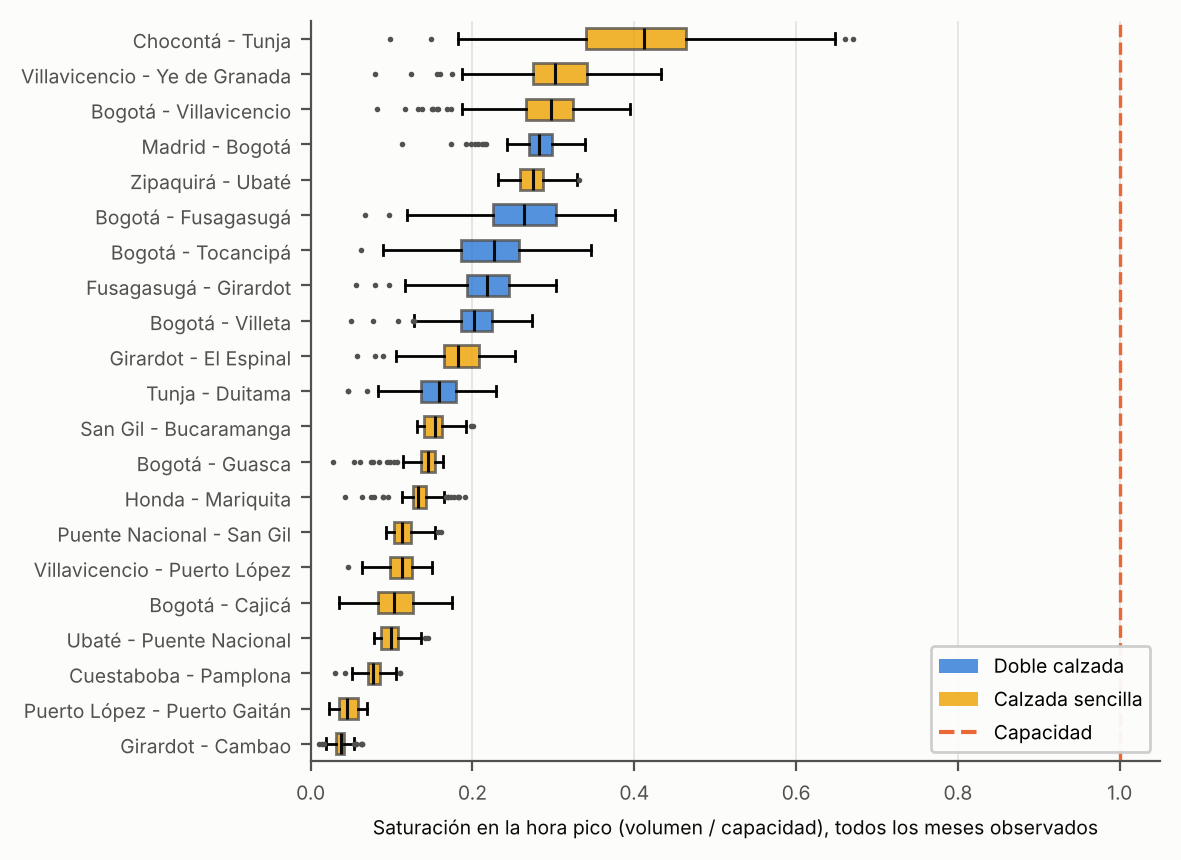 Chocontá - Tunja
Villavicencio - Ye de Granada
Bogotá - Villavicencio
Madrid - Bogotá
Zipaquirá - Ubaté
Bogotá - Fusagasugá
Bogotá - Tocancipá
Fusagasugá - Girardot
Bogotá - Villeta
Girardot - El Espinal
Tunja - Duitama
San Gil - Bucaramanga
Bogotá - Guasca
Honda - Mariquita
Puente Nacional - San Gil
Villavicencio - Puerto López
Bogotá - Cajicá
Ubaté - Puente Nacional
Cuestaboba - Pamplona
Puerto López - Puerto Gaitán
Girardot - Cambao
Doble calzada
Calzada sencilla
Capacidad
0.0 0.2 0.4 0.6 0.8 1.0
Saturación en la hora pico (volumen / capacidad), todos los meses observados